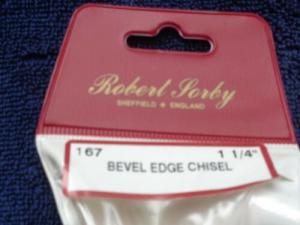 Robert Sorby
SHEFFIELD ENGLAND
167 1 1/4"
BEVEL EDGE CHISEL